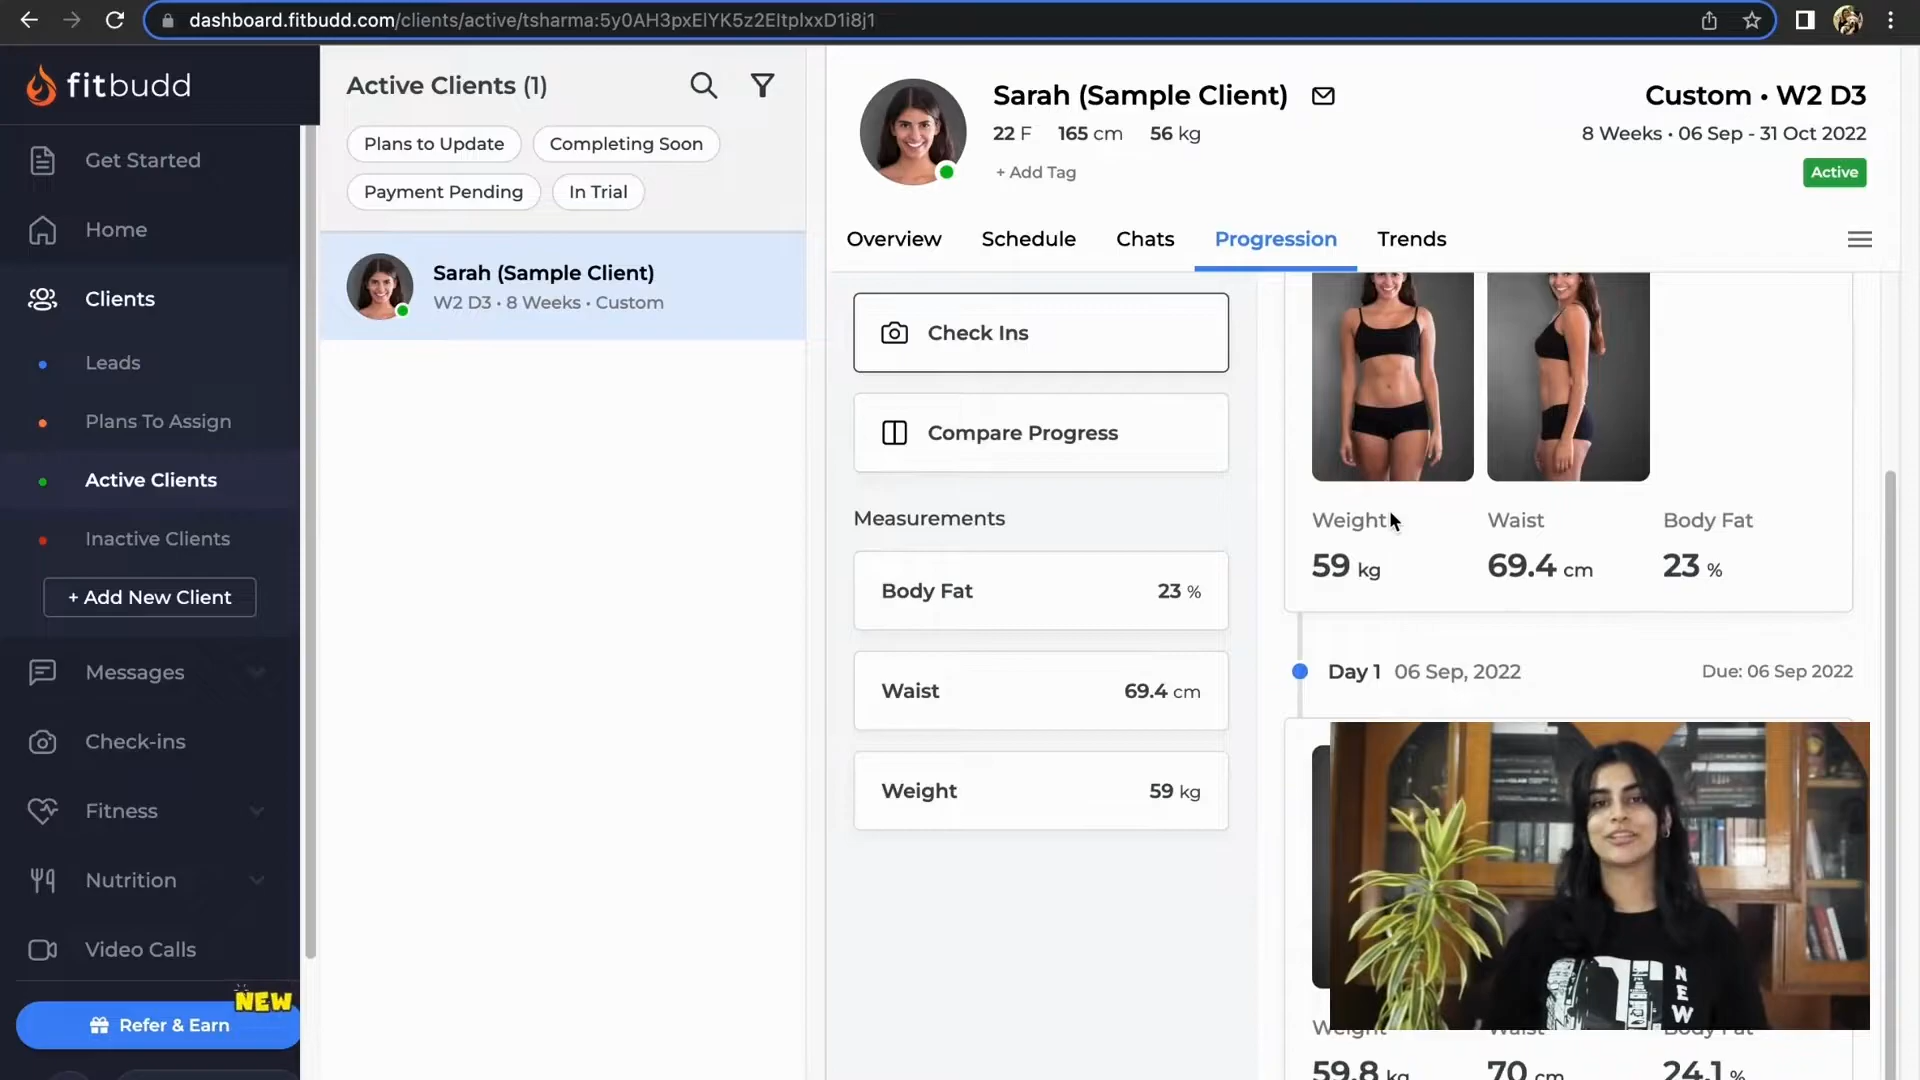 dashboard.fitbudd.com/clients/active/tsharma:5y0AH3pxElYK5z2EltplxxD1i8j1
fitbudd
Get Started
Home
Clients
Leads
Plans To Assign
Active Clients
Inactive Clients
+ Add New Client
Messages
Check-ins
Fitness
Nutrition
Video Calls
NEW
Refer & Earn
Active Clients (1)
Plans to Update
Completing Soon
Payment Pending
In Trial
Sarah (Sample Client)
W2 D3 • 8 Weeks • Custom
Sarah (Sample Client)
22 F 165 cm 56 kg
+ Add Tag
Custom • W2 D3
8 Weeks • 06 Sep - 31 Oct 2022
Active
Overview Schedule Chats Progression Trends
Check Ins
Compare Progress
Measurements
Body Fat 23 %
Waist 69.4 cm
Weight 59 kg
Weight Waist Body Fat
59 kg 69.4 cm 23 %
Day 1 06 Sep, 2022 Due: 06 Sep 2022
NEW
Weight Waist Body Fat
59.8 kg 70 cm 24.1 %